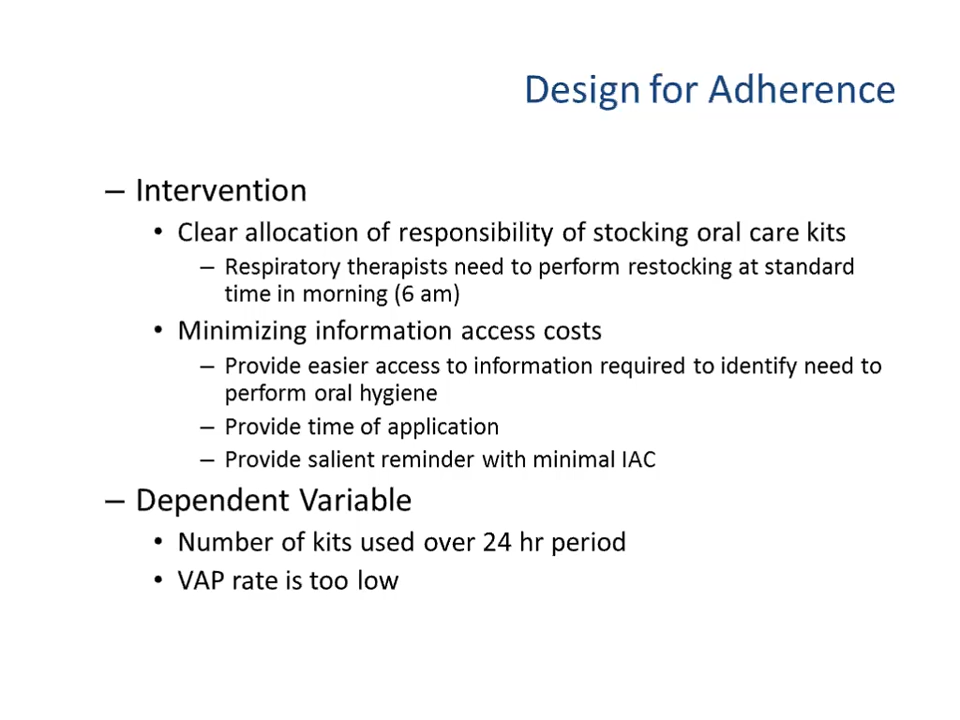 Design for Adherence
– Intervention
• Clear allocation of responsibility of stocking oral care kits
– Respiratory therapists need to perform restocking at standard
time in morning (6 am)
• Minimizing information access costs
– Provide easier access to information required to identify need to
perform oral hygiene
– Provide time of application
– Provide salient reminder with minimal IAC
– Dependent Variable
• Number of kits used over 24 hr period
• VAP rate is too low